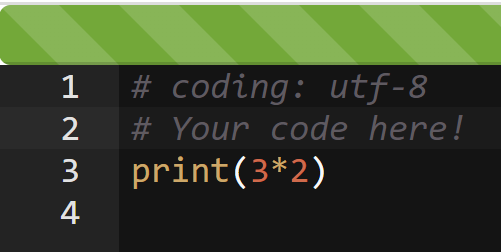 1 # coding: utf-8
2 # Your code here!
3 print(3*2)
4